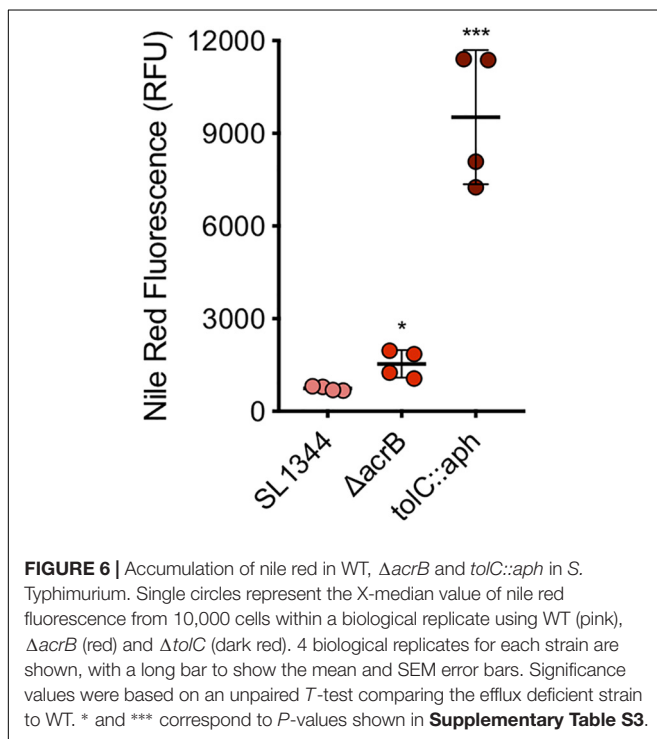 12000
9000
6000
3000
0
Nile Red Fluorescence (RFU)
*
***
SL1344
ΔacrB
tolC::aph
FIGURE 6 | Accumulation of nile red in WT, ΔacrB and tolC::aph in S.
Typhimurium. Single circles represent the X-median value of nile red
fluorescence from 10,000 cells within a biological replicate using WT (pink),
ΔacrB (red) and ΔtolC (dark red). 4 biological replicates for each strain are
shown, with a long bar to show the mean and SEM error bars. Significance
values were based on an unpaired T-test comparing the efflux deficient strain
to WT. * and *** correspond to P-values shown in Supplementary Table S3.